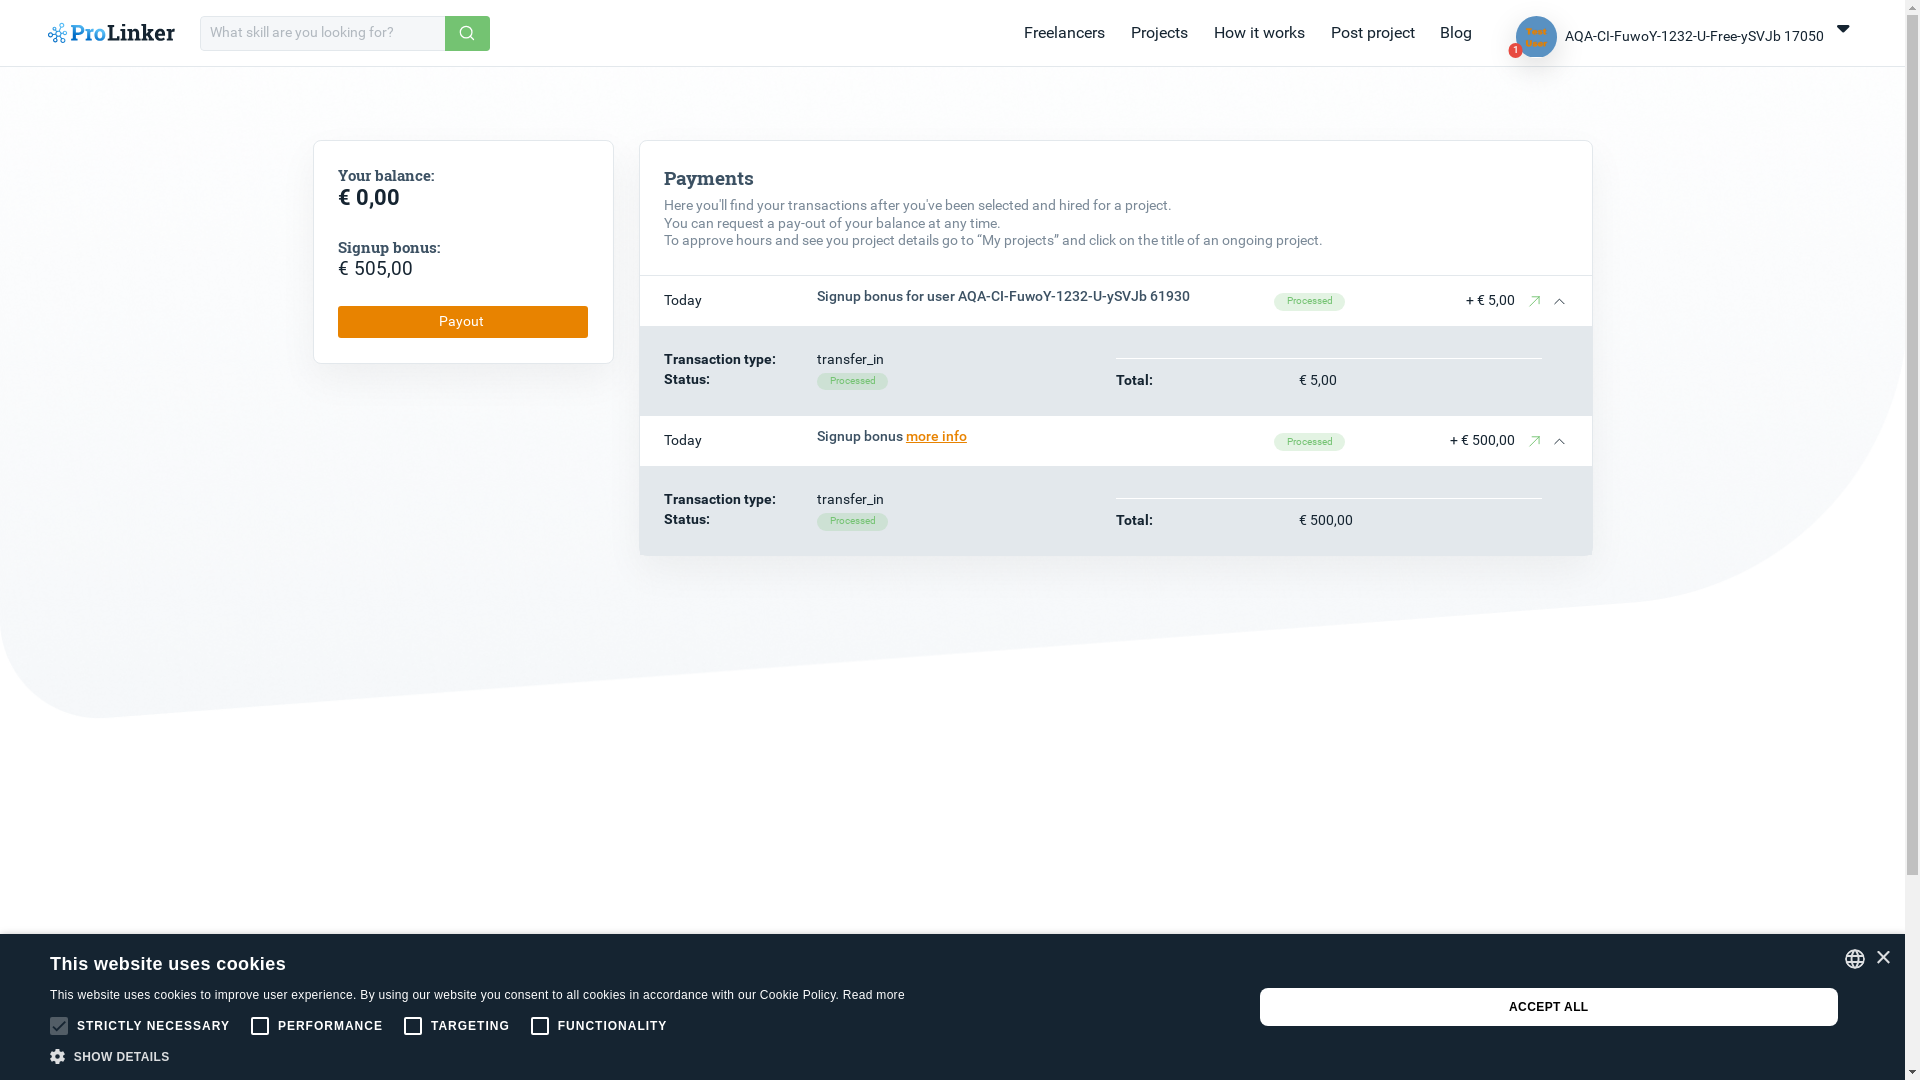 ProLinker
What skill are you looking for?
Freelancers
Projects
How it works
Post project
Blog
1
AQA-CI-FuwoY-1232-U-Free-ySVJb 17050
Your balance:
€ 0,00
Signup bonus:
€ 505,00
Payout
Payments
Here you'll find your transactions after you've been selected and hired for a project.
You can request a pay-out of your balance at any time.
To approve hours and see you project details go to “My projects” and click on the title of an ongoing project.
Today
Signup bonus for user AQA-CI-FuwoY-1232-U-ySVJb 61930
Processed
+ € 5,00
Transaction type:
transfer_in
Status:
Processed
Total:
€ 5,00
Today
Signup bonus more info
Processed
+ € 500,00
Transaction type:
transfer_in
Status:
Processed
Total:
€ 500,00
This website uses cookies
This website uses cookies to improve user experience. By using our website you consent to all cookies in accordance with our Cookie Policy. Read more
STRICTLY NECESSARY
PERFORMANCE
TARGETING
FUNCTIONALITY
SHOW DETAILS
ACCEPT ALL